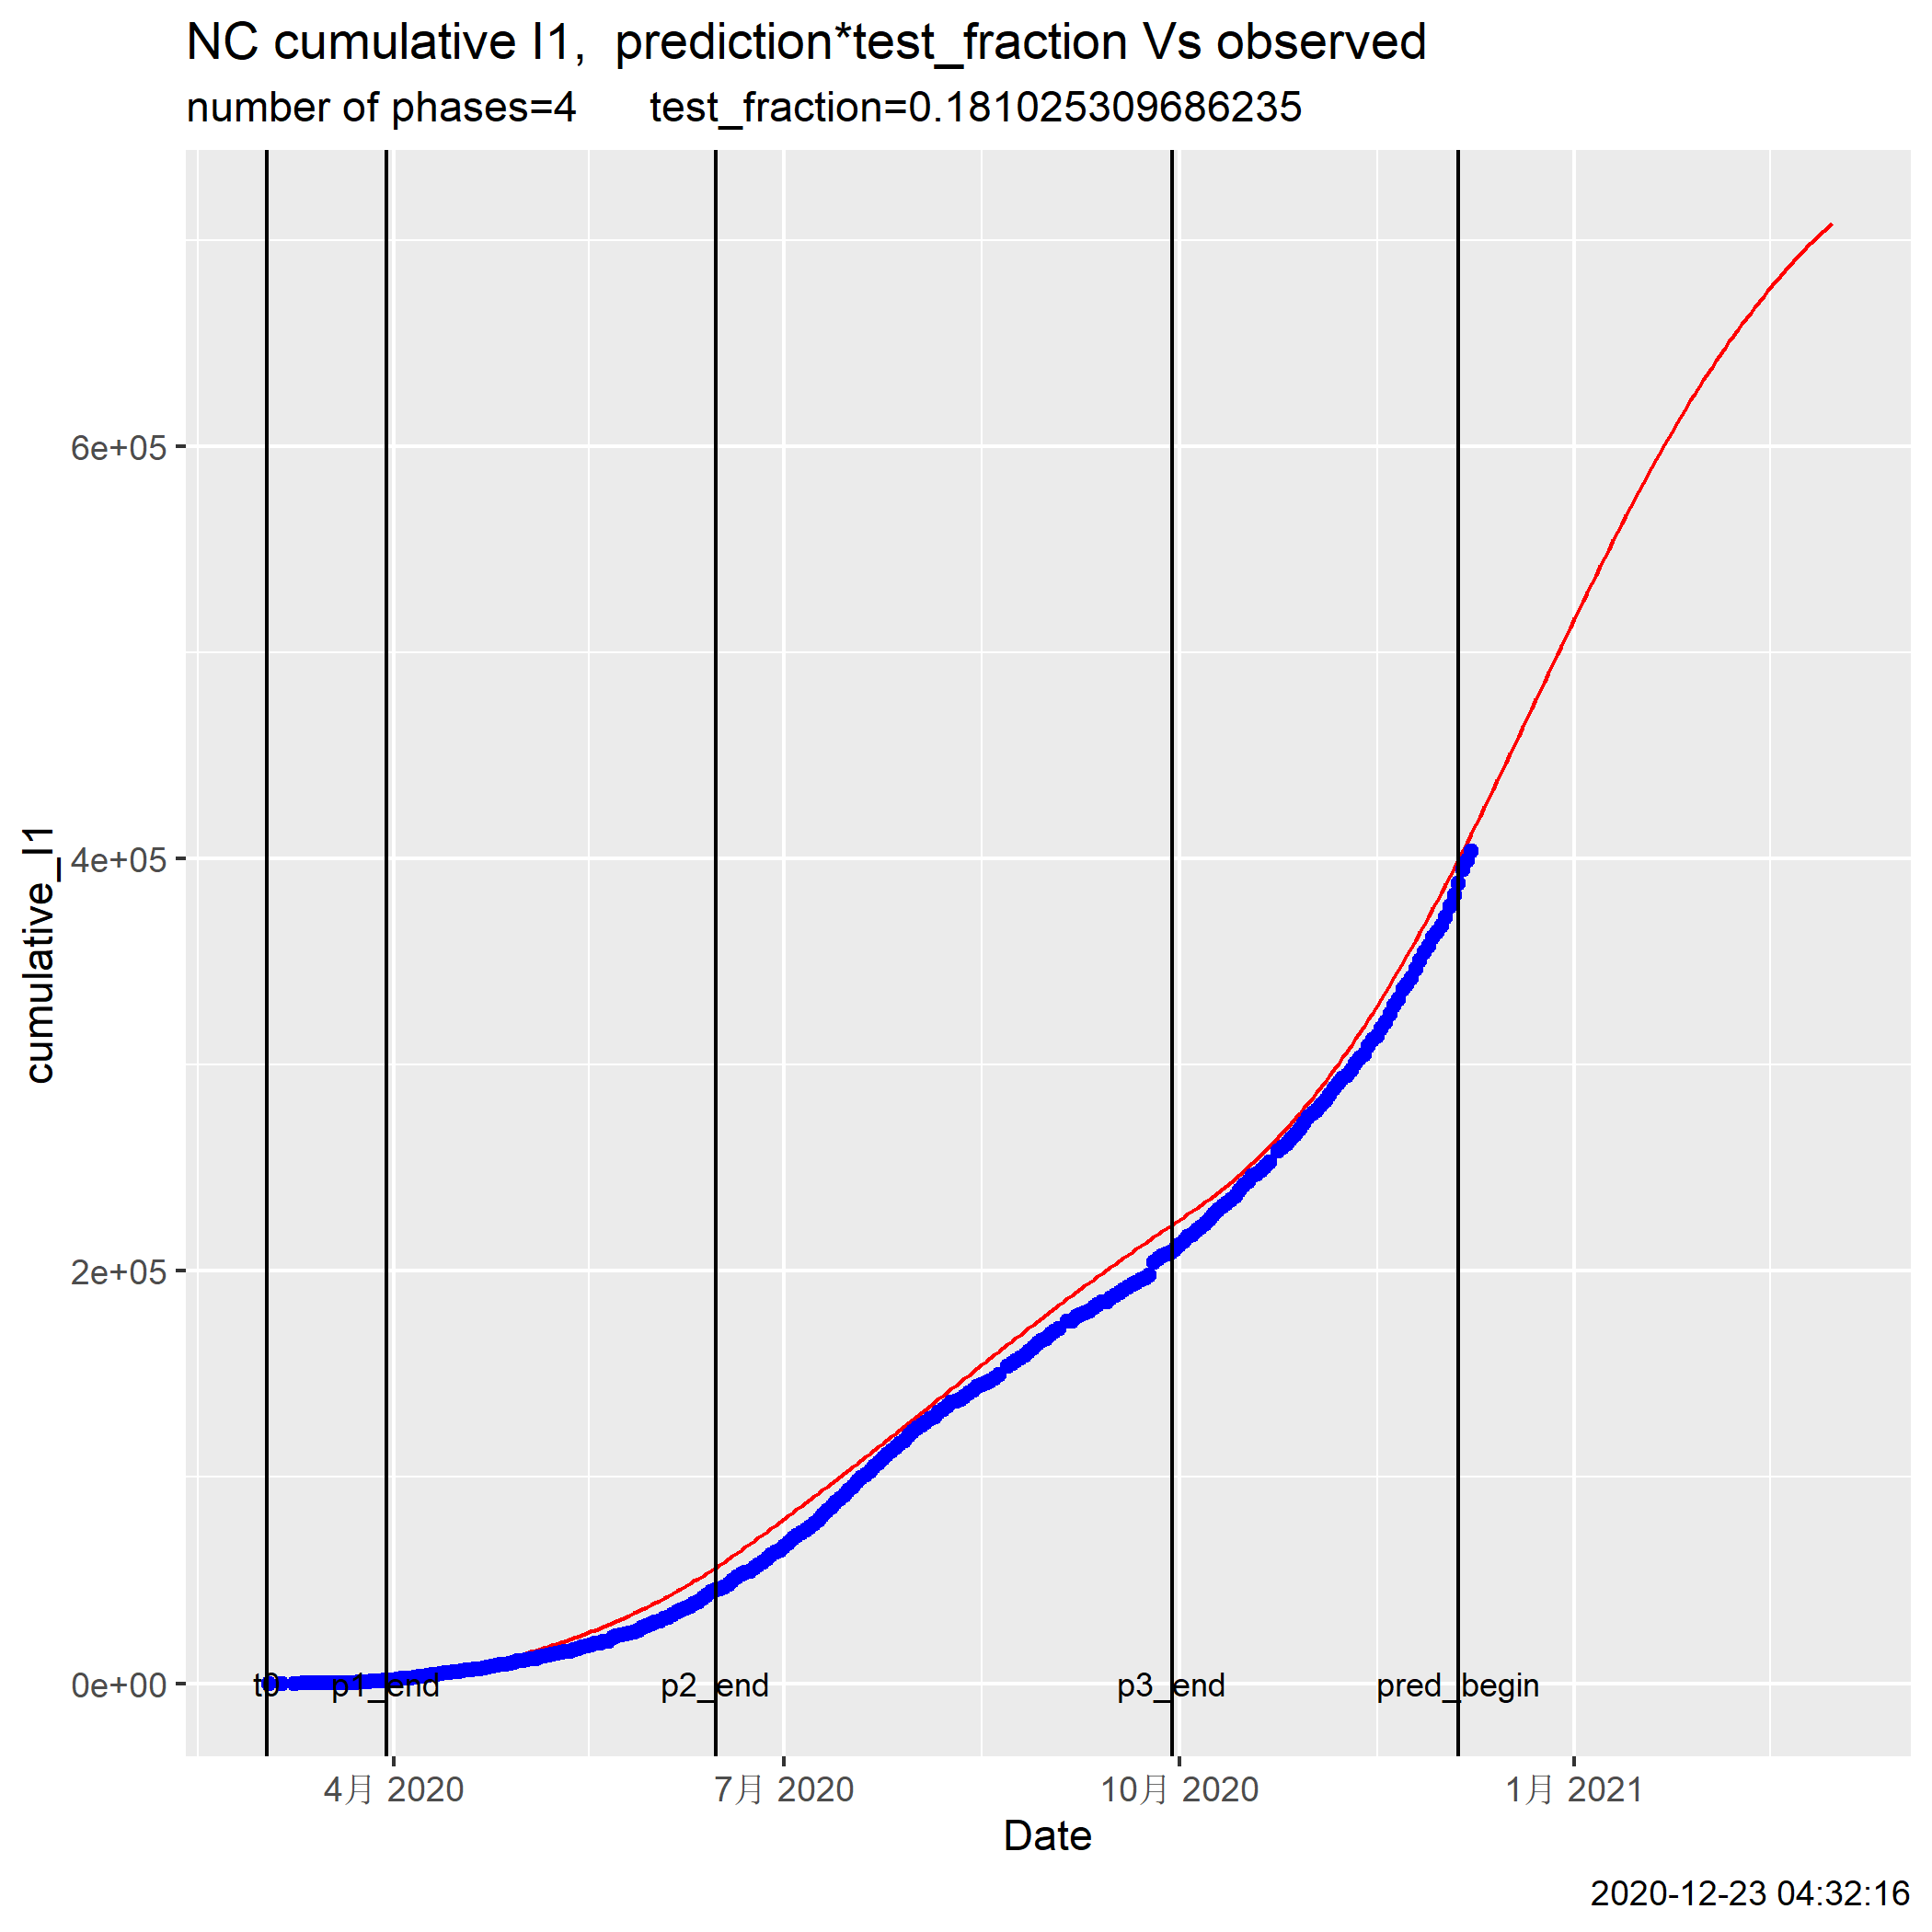 NC cumulative I1,  prediction*test_fraction Vs observed
number of phases=4      test_fraction=0.181025309686235
cumulative_I1
6e+05
4e+05
2e+05
0e+00
t0
p1_end
p2_end
p3_end
pred_begin
4月 2020
7月 2020
10月 2020
1月 2021
Date
2020-12-23 04:32:16